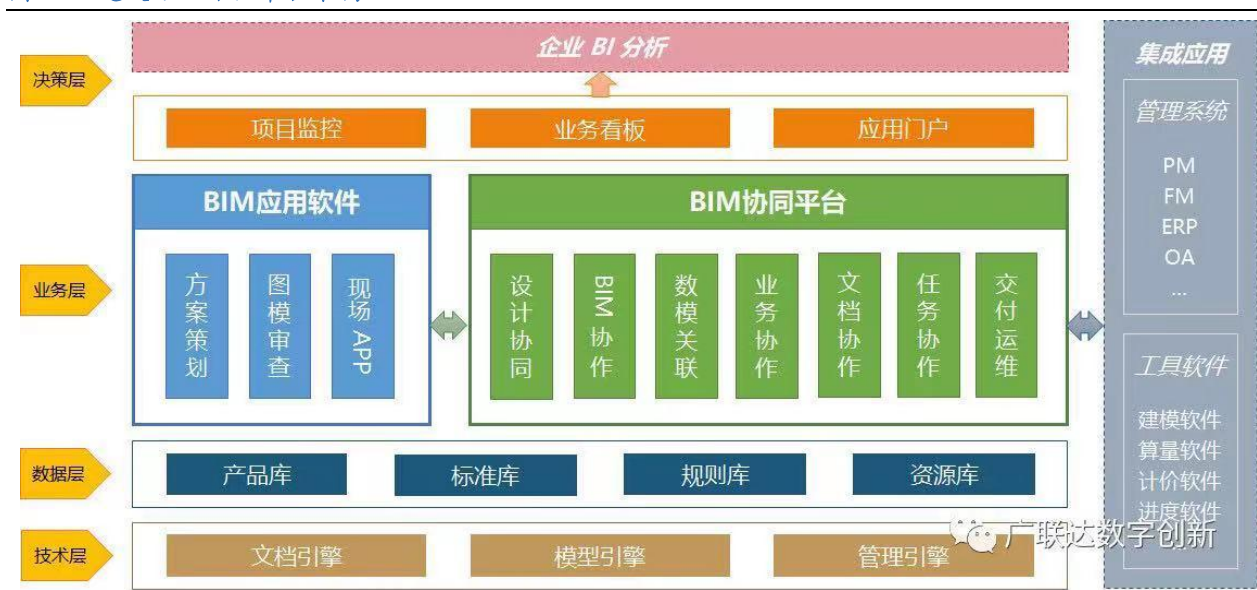 企业 BI 分析
决策层
项目监控
业务看板
应用门户
BIM应用软件
BIM协同平台
业务层
方案策划
图模审查
现场 APP
设计协同
BIM 协作
数模关联
业务协作
文档协作
任务协作
交付运维
数据层
产品库
标准库
规则库
资源库
技术层
文档引擎
模型引擎
管理引擎
集成应用
管理系统
PM
FM
ERP
OA
...
工具软件
建模软件
算量软件
计价软件
进度软件
广联达数字创新